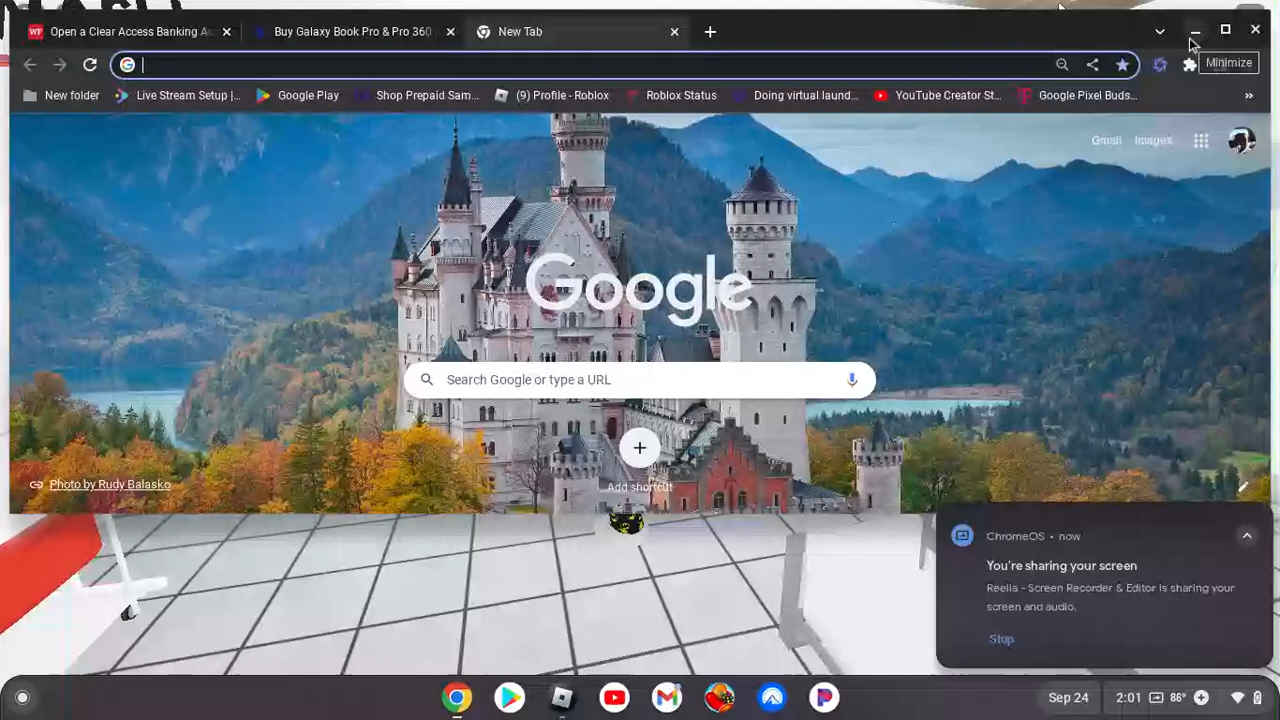 Open a Clear Access Banking A
Buy Galaxy Book Pro & Pro 360
New Tab
Minimize
New folder
Live Stream Setup |...
Google Play
Shop Prepaid Sam...
(9) Profile - Roblox
Roblox Status
Doing virtual laund...
YouTube Creator St...
Google Pixel Buds...
»
Gmail
Images
Google
Search Google or type a URL
Add shortcut
Photo by Rudy Balasko
ChromeOS • now
You're sharing your screen
Reella - Screen Recorder & Editor is sharing your
screen and audio.
Stop
Sep 24
2:01
86°